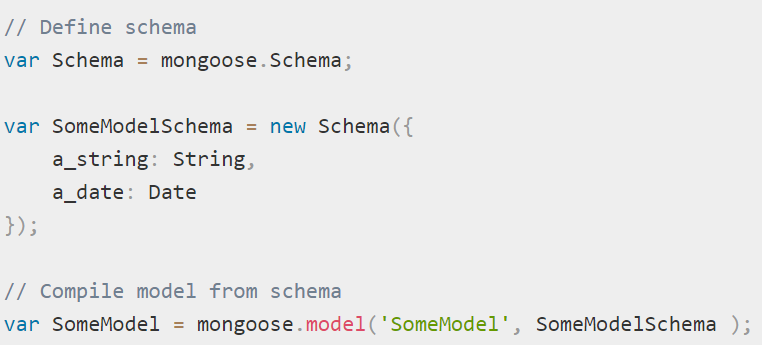 // Define schema
var Schema = mongoose.Schema;
var SomeModelSchema = new Schema({
    a_string: String,
    a_date: Date
});
// Compile model from schema
var SomeModel = mongoose.model('SomeModel', SomeModelSchema );